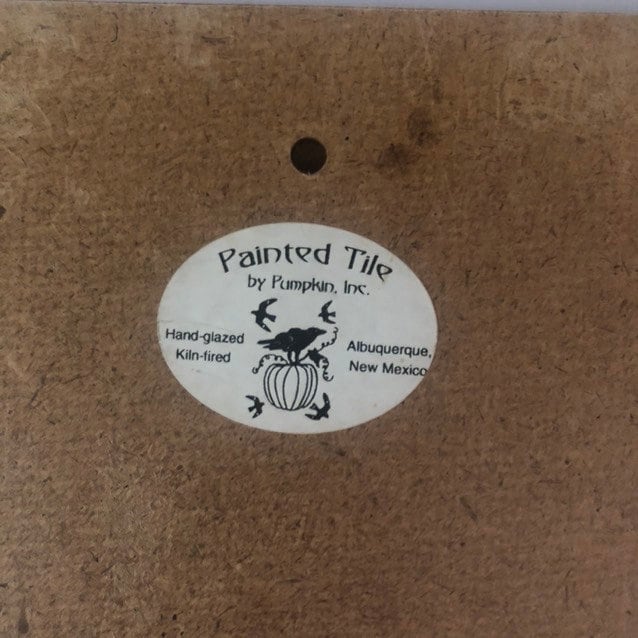 Painted Tile
by Pumpkin, Inc.
Hand-glazed
Kiln-fired
Albuquerque,
New Mexico